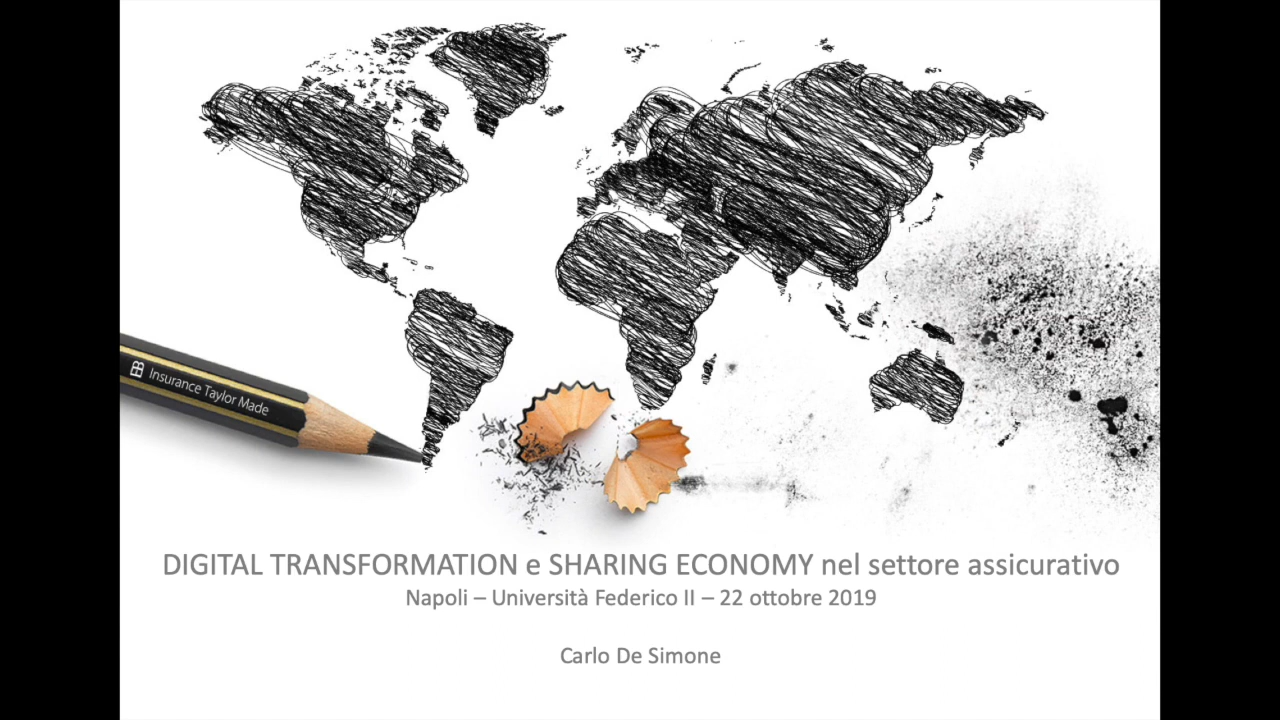 Insurance Taylor Made
DIGITAL TRANSFORMATION e SHARING ECONOMY nel settore assicurativo
Napoli – Università Federico II – 22 ottobre 2019
Carlo De Simone